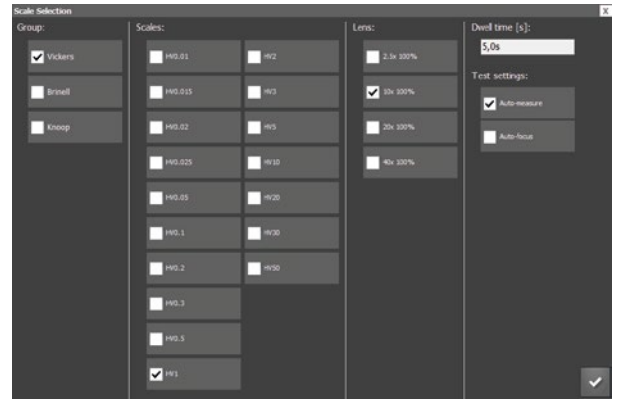 Scale Selection
X
Group:
Vickers
Brinell
Knoop
Scales:
HV0.01
HV0.015
HV0.02
HV0.025
HV0.05
HV0.1
HV0.2
HV0.3
HV0.5
HV1
HV2
HV3
HV5
HV10
HV20
HV30
HV50
Lens:
2.5x 100%
10x 100%
20x 100%
40x 100%
Dwell time [s]:
5,0s
Test settings:
Auto-measure
Auto-focus